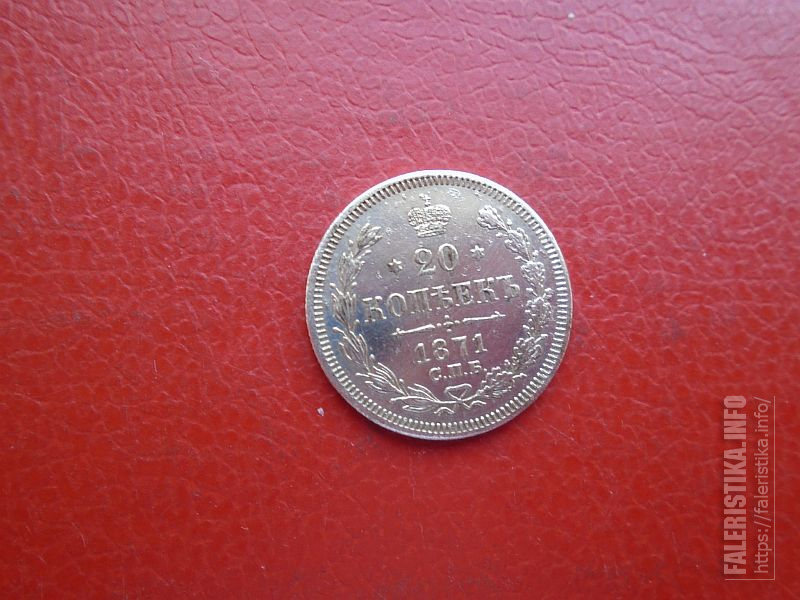 * 20 *
КОПѢЕКЪ
1871
С.П.Б.
FALERISTIKA.INFO
https://faleristika.info/